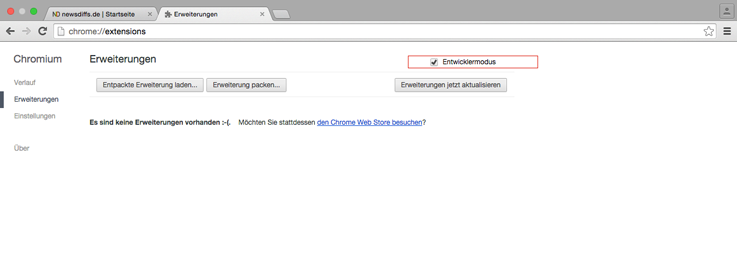 ND newsdiffs.de | Startseite
Erweiterungen
chrome://extensions
Chromium
Erweiterungen
Entwicklermodus
Verlauf
Entpackte Erweiterung laden...
Erweiterung packen...
Erweiterungen jetzt aktualisieren
Erweiterungen
Einstellungen
Es sind keine Erweiterungen vorhanden :-(. Möchten Sie stattdessen den Chrome Web Store besuchen?
Über